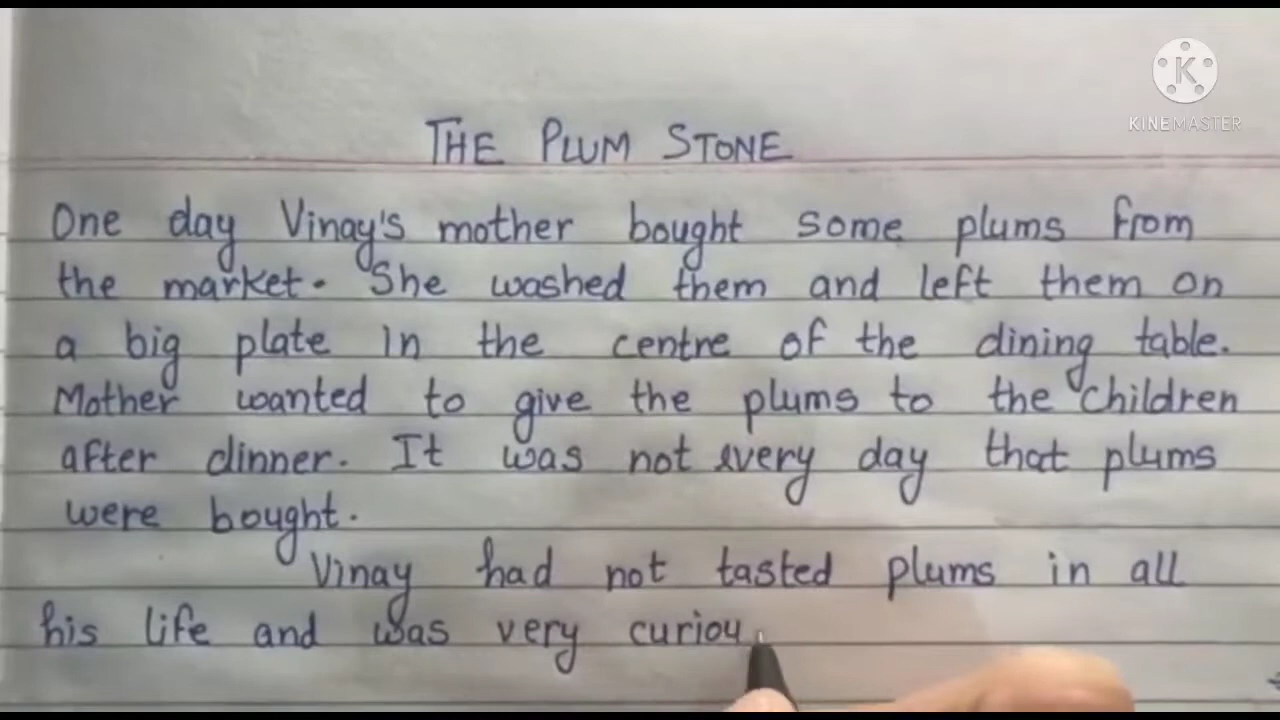 KINEMASTER
THE PLUM STONE
One day Vinay's mother bought some plums from
the market. She washed them and left them on
a big plate in the centre of the dining table.
Mother wanted to give the plums to the children
after dinner. It was not every day that plums
were bought.
Vinay had not tasted plums in all
his life and was very curiou